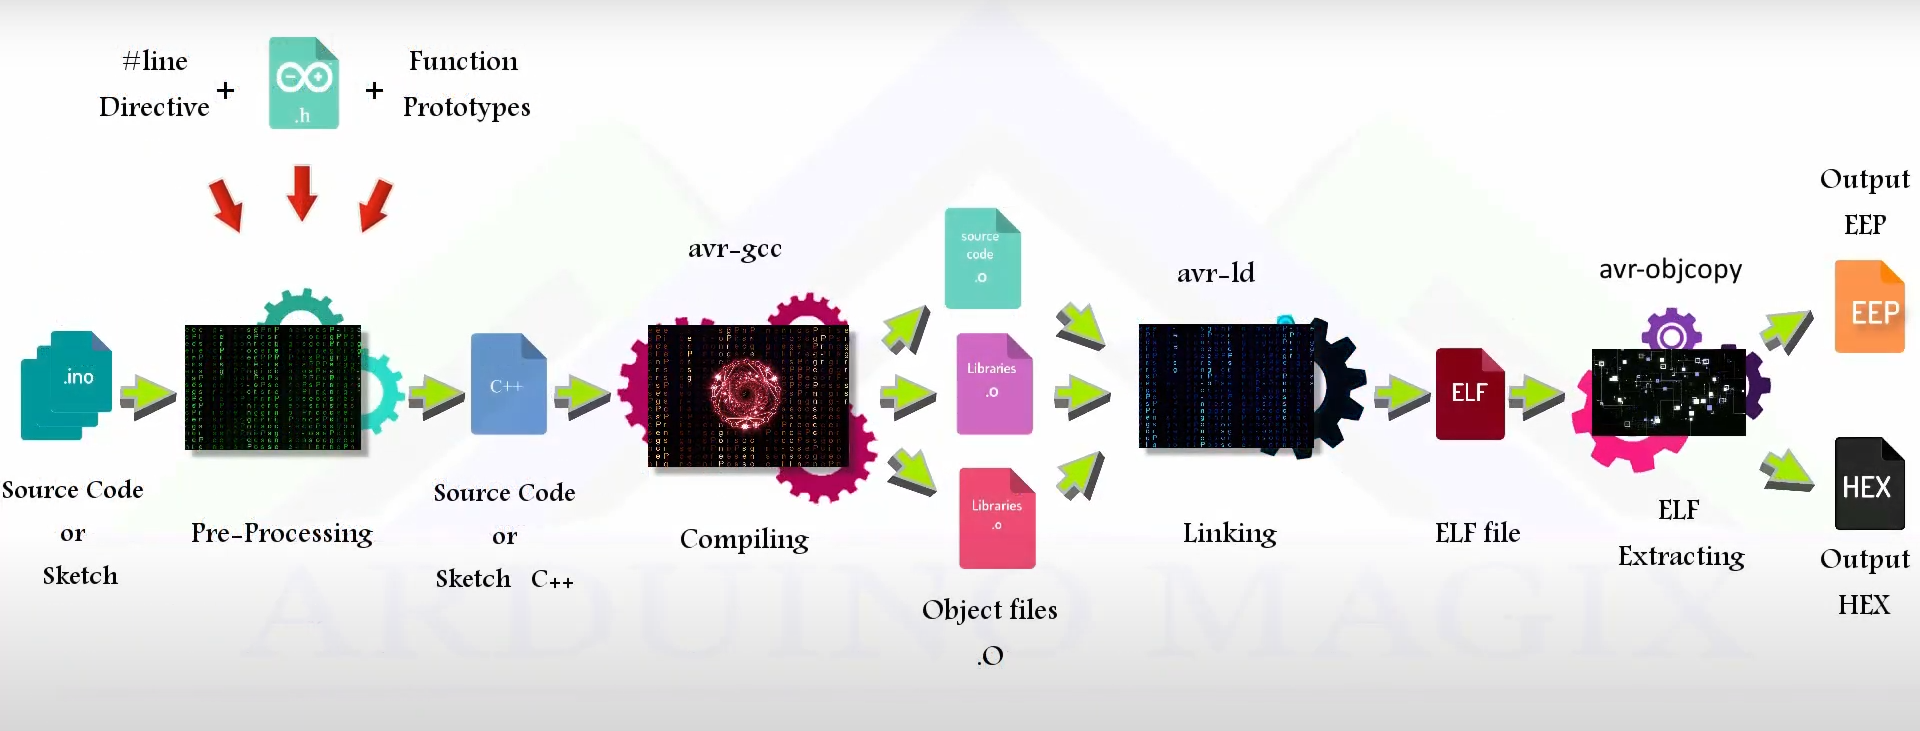 #line
Directive
+
.h
+
Function
Prototypes
.ino
Source Code
or
Sketch
Pre-Processing
C++
Source Code
or
Sketch C++
avr-gcc
Compiling
source
code
.o
Libraries
.o
Libraries
.o
Object files
.O
avr-ld
Linking
ELF
ELF file
avr-objcopy
ELF
Extracting
Output
EEP
EEP
HEX
Output
HEX
ARDUINO MAGIX